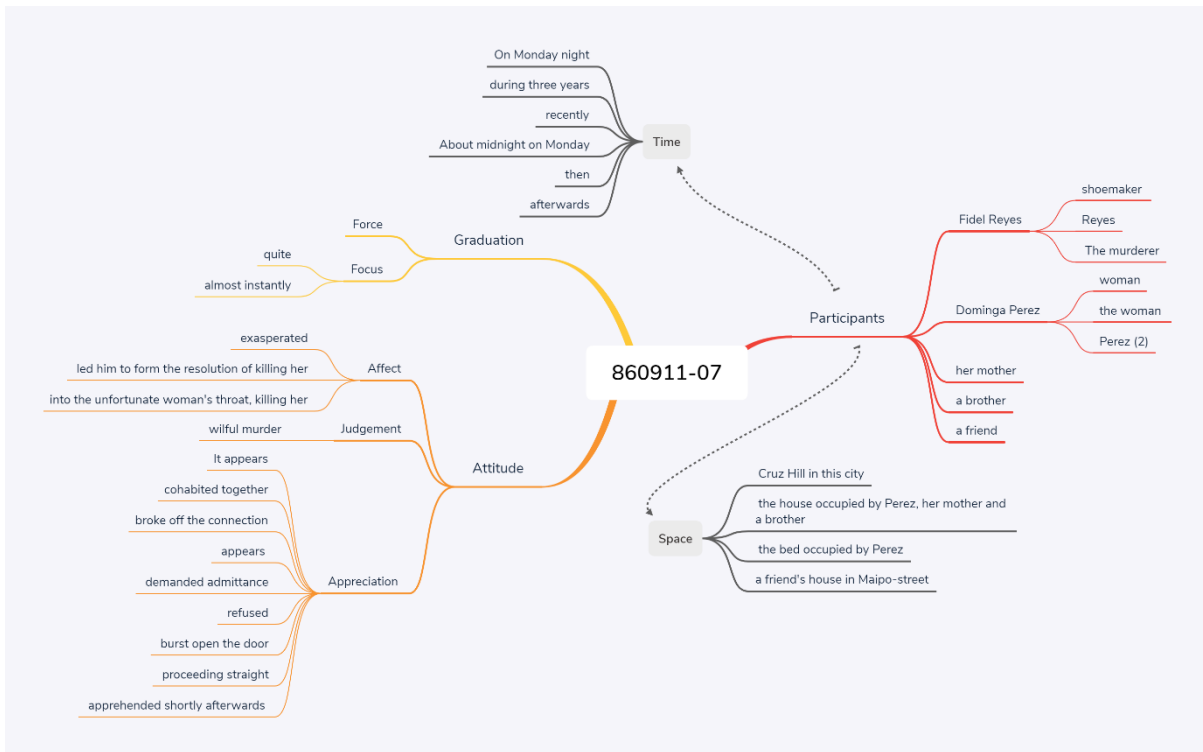 860911-07
Time
On Monday night
during three years
recently
About midnight on Monday
then
afterwards
Graduation
Force
Focus
quite
almost instantly
Attitude
Affect
exasperated
led him to form the resolution of killing her
into the unfortunate woman's throat, killing her
Judgement
wilful murder
Appreciation
It appears
cohabited together
broke off the connection
appears
demanded admittance
refused
burst open the door
proceeding straight
apprehended shortly afterwards
Participants
Fidel Reyes
shoemaker
Reyes
The murderer
Dominga Perez
woman
the woman
Perez (2)
her mother
a brother
a friend
Space
Cruz Hill in this city
the house occupied by Perez, her mother and
a brother
the bed occupied by Perez
a friend's house in Maipo-street